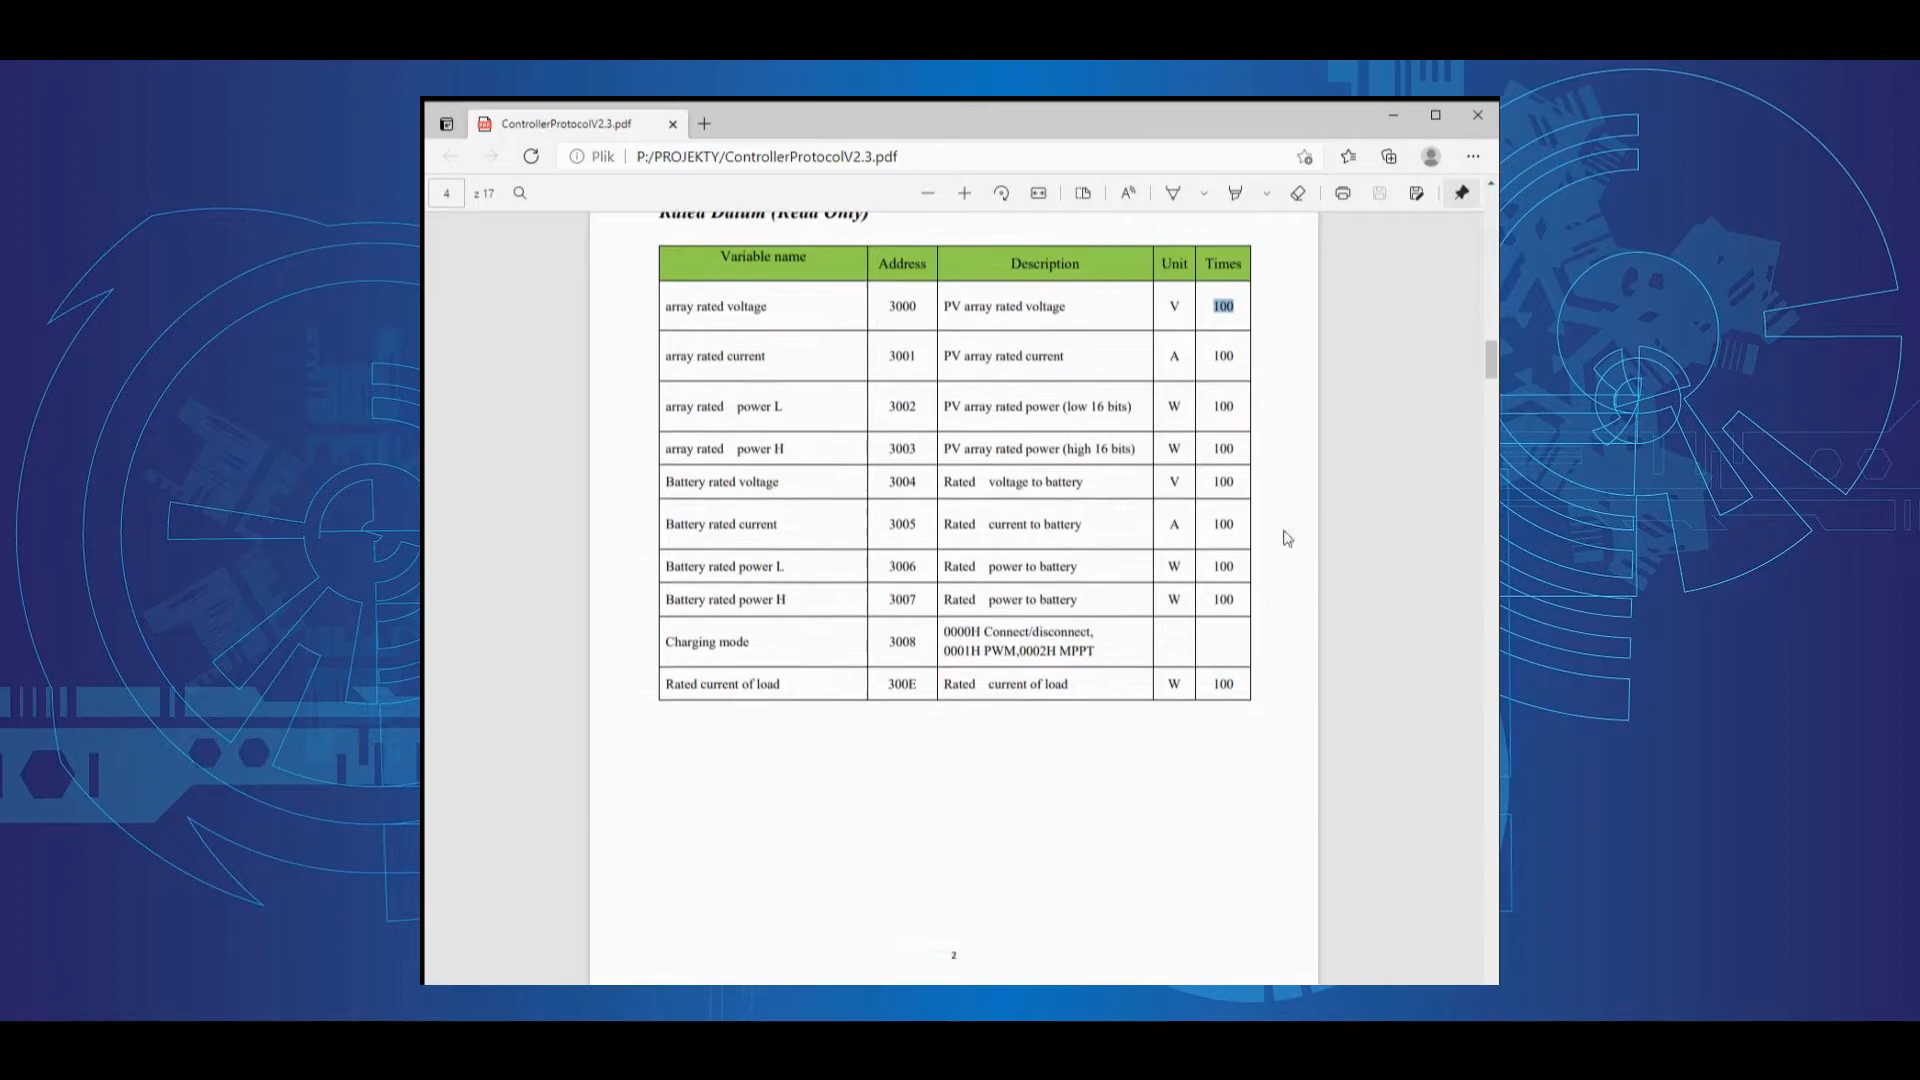 ControllerProtocolV2.3.pdf
Plik P:/PROJEKTY/ControllerProtocolV2.3.pdf
4 z 17
Rated Datum (Read Only)
Variable name Address Description Unit Times
array rated voltage 3000 PV array rated voltage V 100
array rated current 3001 PV array rated current A 100
array rated power L 3002 PV array rated power (low 16 bits) W 100
array rated power H 3003 PV array rated power (high 16 bits) W 100
Battery rated voltage 3004 Rated voltage to battery V 100
Battery rated current 3005 Rated current to battery A 100
Battery rated power L 3006 Rated power to battery W 100
Battery rated power H 3007 Rated power to battery W 100
Charging mode 3008 0000H Connect/disconnect,
0001H PWM,0002H MPPT
Rated current of load 300E Rated current of load W 100
2